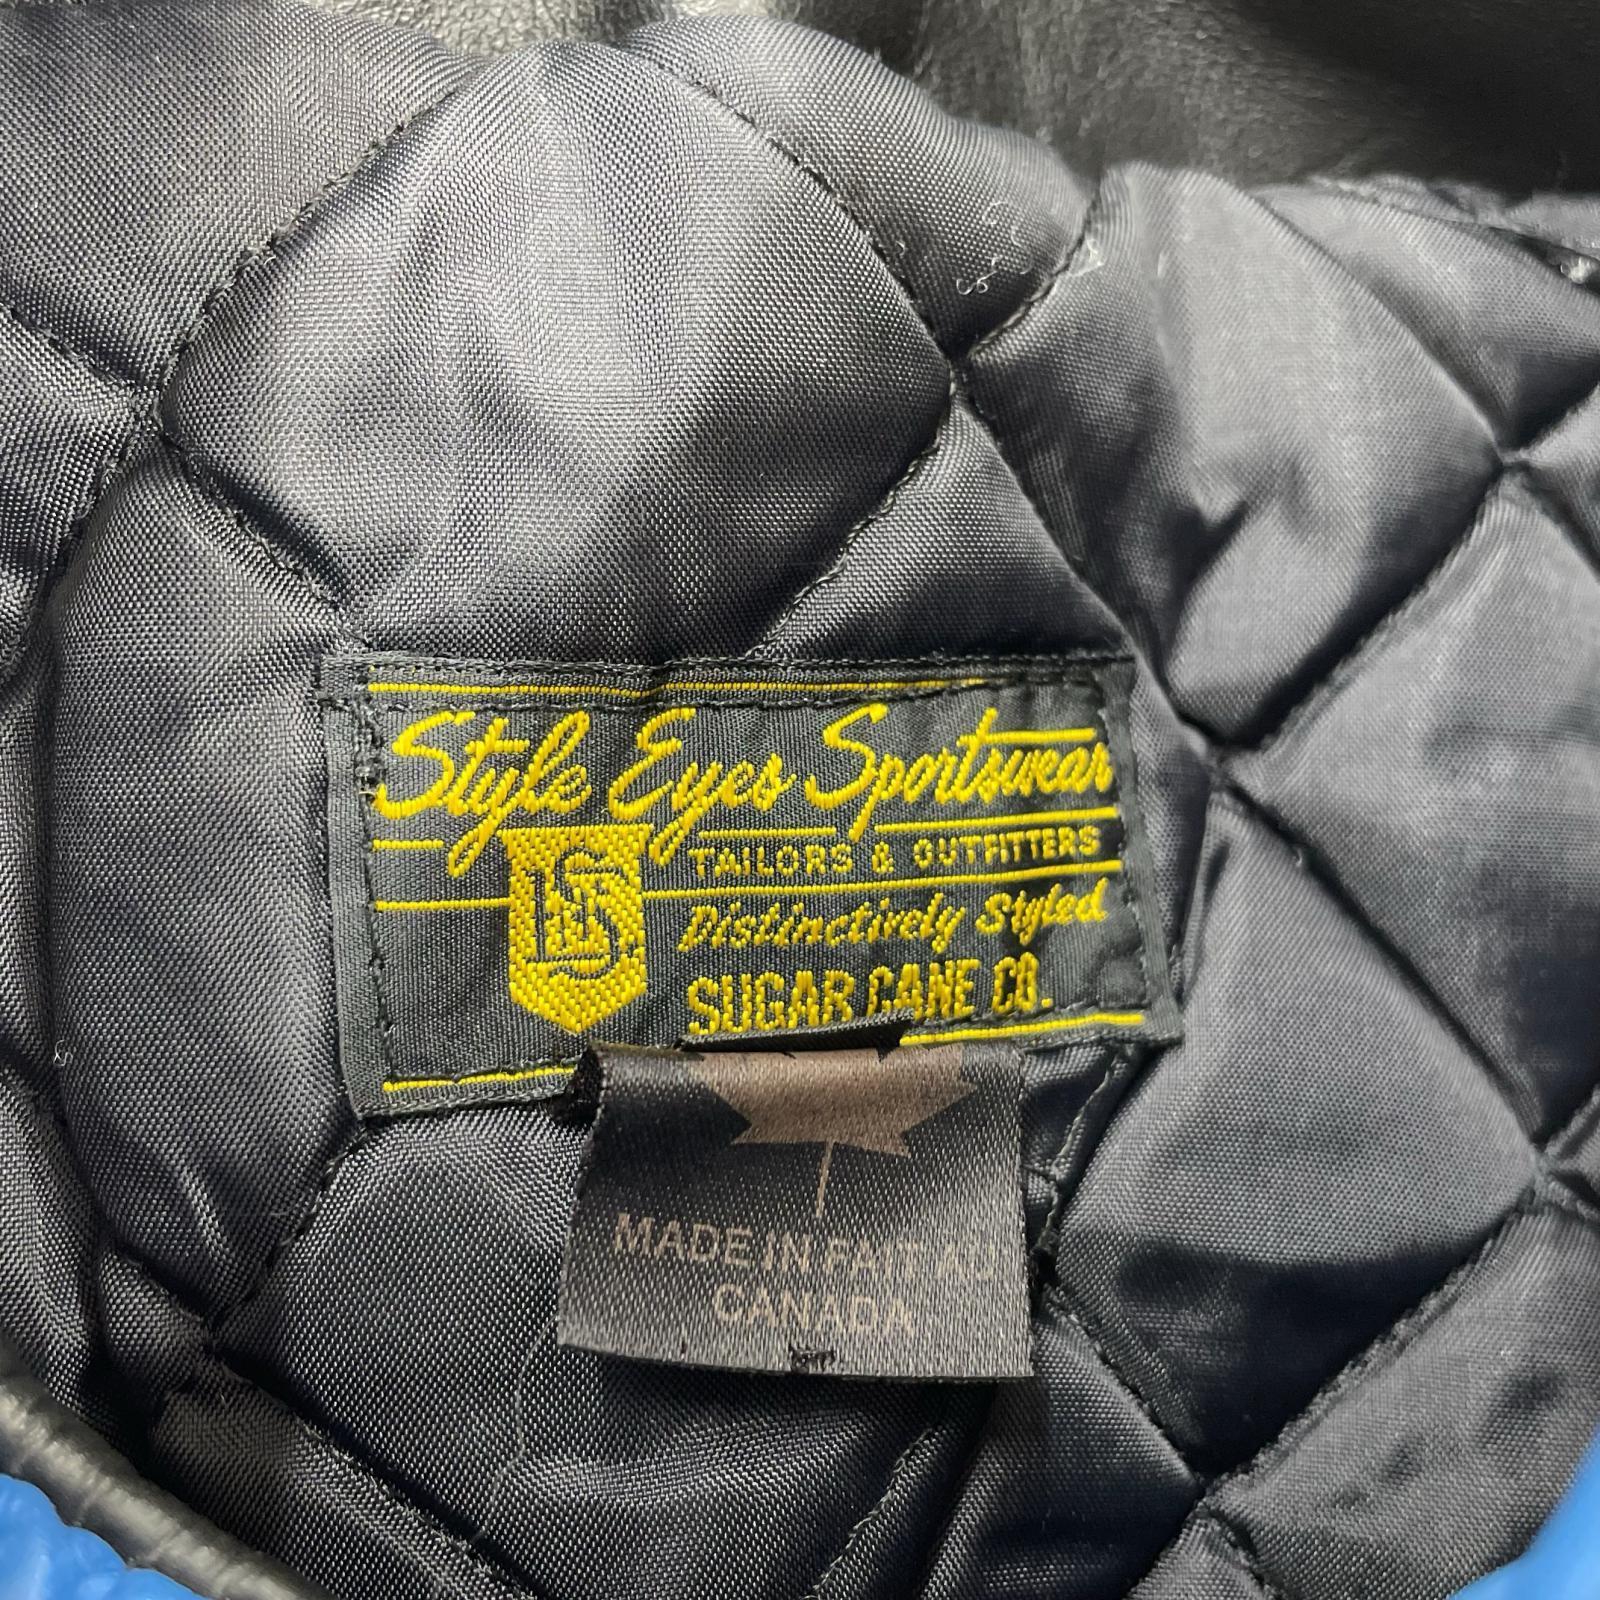 Style Eyes Sportswear
TAILORS & OUTFITTERS
Distinctively Styled
SUGAR CANE CO.
MADE IN FAIT AU
CANADA